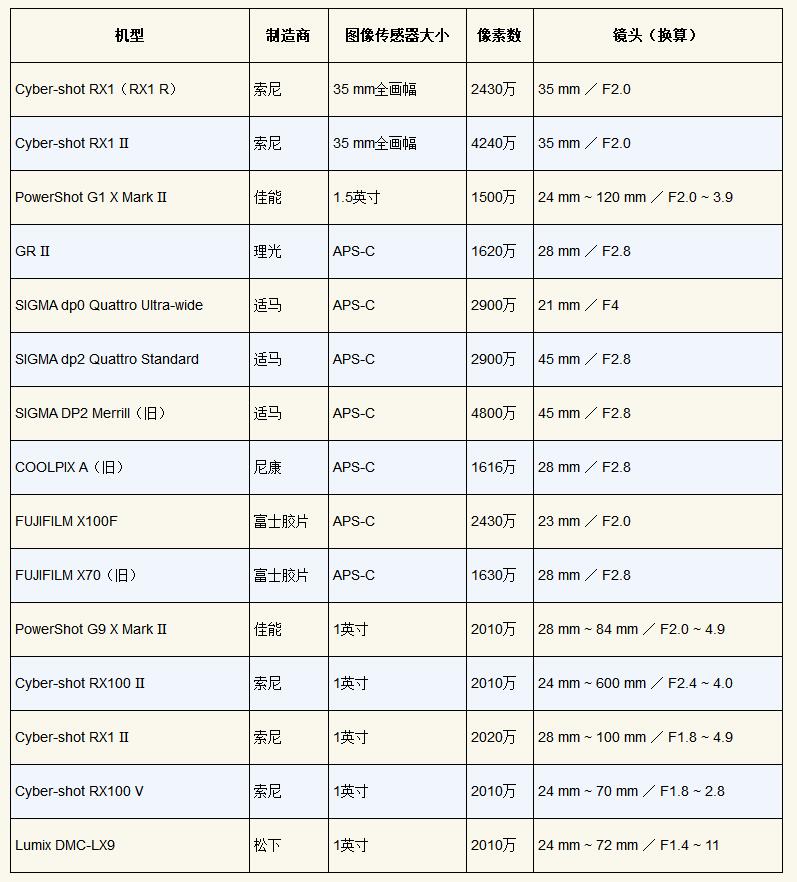 机型 制造商 图像传感器大小 像素数 镜头（换算）
Cyber-shot RX1（RX1 R） 索尼 35 mm全画幅 2430万 35 mm ／ F2.0
Cyber-shot RX1 II 索尼 35 mm全画幅 4240万 35 mm ／ F2.0
PowerShot G1 X Mark II 佳能 1.5英寸 1500万 24 mm ~ 120 mm ／ F2.0 ~ 3.9
GR II 理光 APS-C 1620万 28 mm ／ F2.8
SIGMA dp0 Quattro Ultra-wide 适马 APS-C 2900万 21 mm ／ F4
SIGMA dp2 Quattro Standard 适马 APS-C 2900万 45 mm ／ F2.8
SIGMA DP2 Merrill（旧） 适马 APS-C 4800万 45 mm ／ F2.8
COOLPIX A（旧） 尼康 APS-C 1616万 28 mm ／ F2.8
FUJIFILM X100F 富士胶片 APS-C 2430万 23 mm ／ F2.0
FUJIFILM X70（旧） 富士胶片 APS-C 1630万 28 mm ／ F2.8
PowerShot G9 X Mark II 佳能 1英寸 2010万 28 mm ~ 84 mm ／ F2.0 ~ 4.9
Cyber-shot RX100 II 索尼 1英寸 2010万 24 mm ~ 600 mm ／ F2.4 ~ 4.0
Cyber-shot RX1 II 索尼 1英寸 2020万 28 mm ~ 100 mm ／ F1.8 ~ 4.9
Cyber-shot RX100 V 索尼 1英寸 2010万 24 mm ~ 70 mm ／ F1.8 ~ 2.8
Lumix DMC-LX9 松下 1英寸 2010万 24 mm ~ 72 mm ／ F1.4 ~ 11